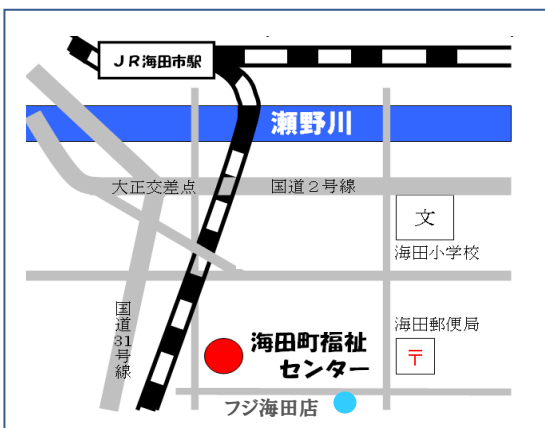 JR海田市駅
瀬野川
大正交差点
国道2号線
文
海田小学校
国道31号線
海田郵便局
〒
海田町福祉
センター
フジ海田店